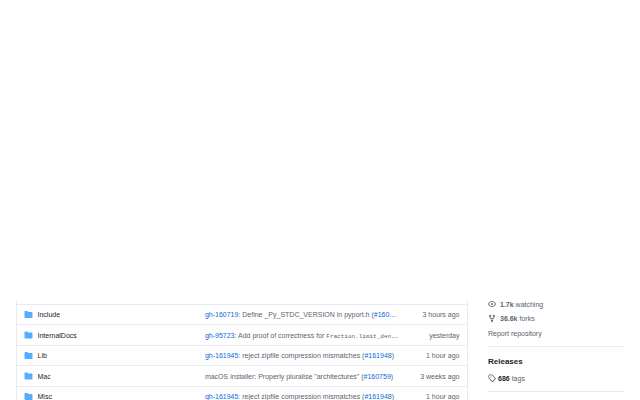 Include gh-160719: Define _Py_STDC_VERSION in pyport.h (#160... 3 hours ago
InternalDocs gh-95723: Add proof of correctness for Fraction.limit_den... yesterday
Lib gh-161945: reject zipfile compression mismatches (#161948) 1 hour ago
Mac macOS installer: Properly pluralise "architectures" (#160759) 3 weeks ago
Misc gh-161945: reject zipfile compression mismatches (#161948) 1 hour ago
1.7k watching
36.6k forks
Report repository
Releases
686 tags